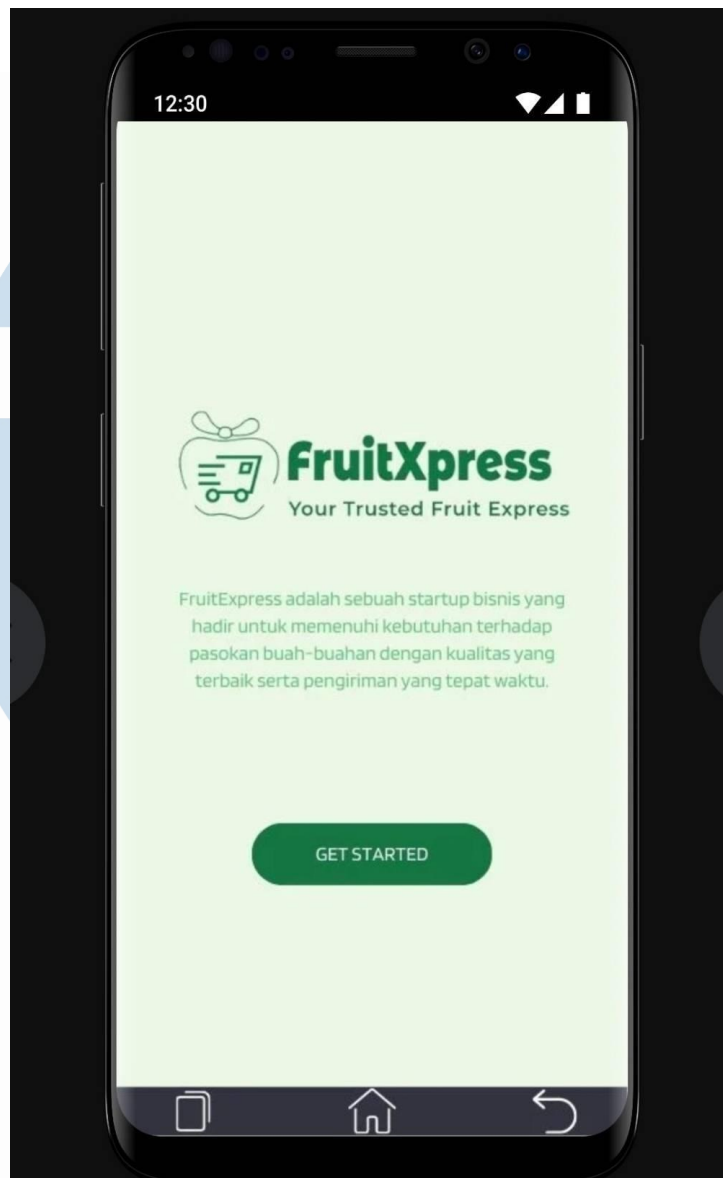 12:30
FruitXpress
Your Trusted Fruit Express
FruitExpress adalah sebuah startup bisnis yang
hadir untuk memenuhi kebutuhan terhadap
pasokan buah-buahan dengan kualitas yang
terbaik serta pengiriman yang tepat waktu.
GET STARTED